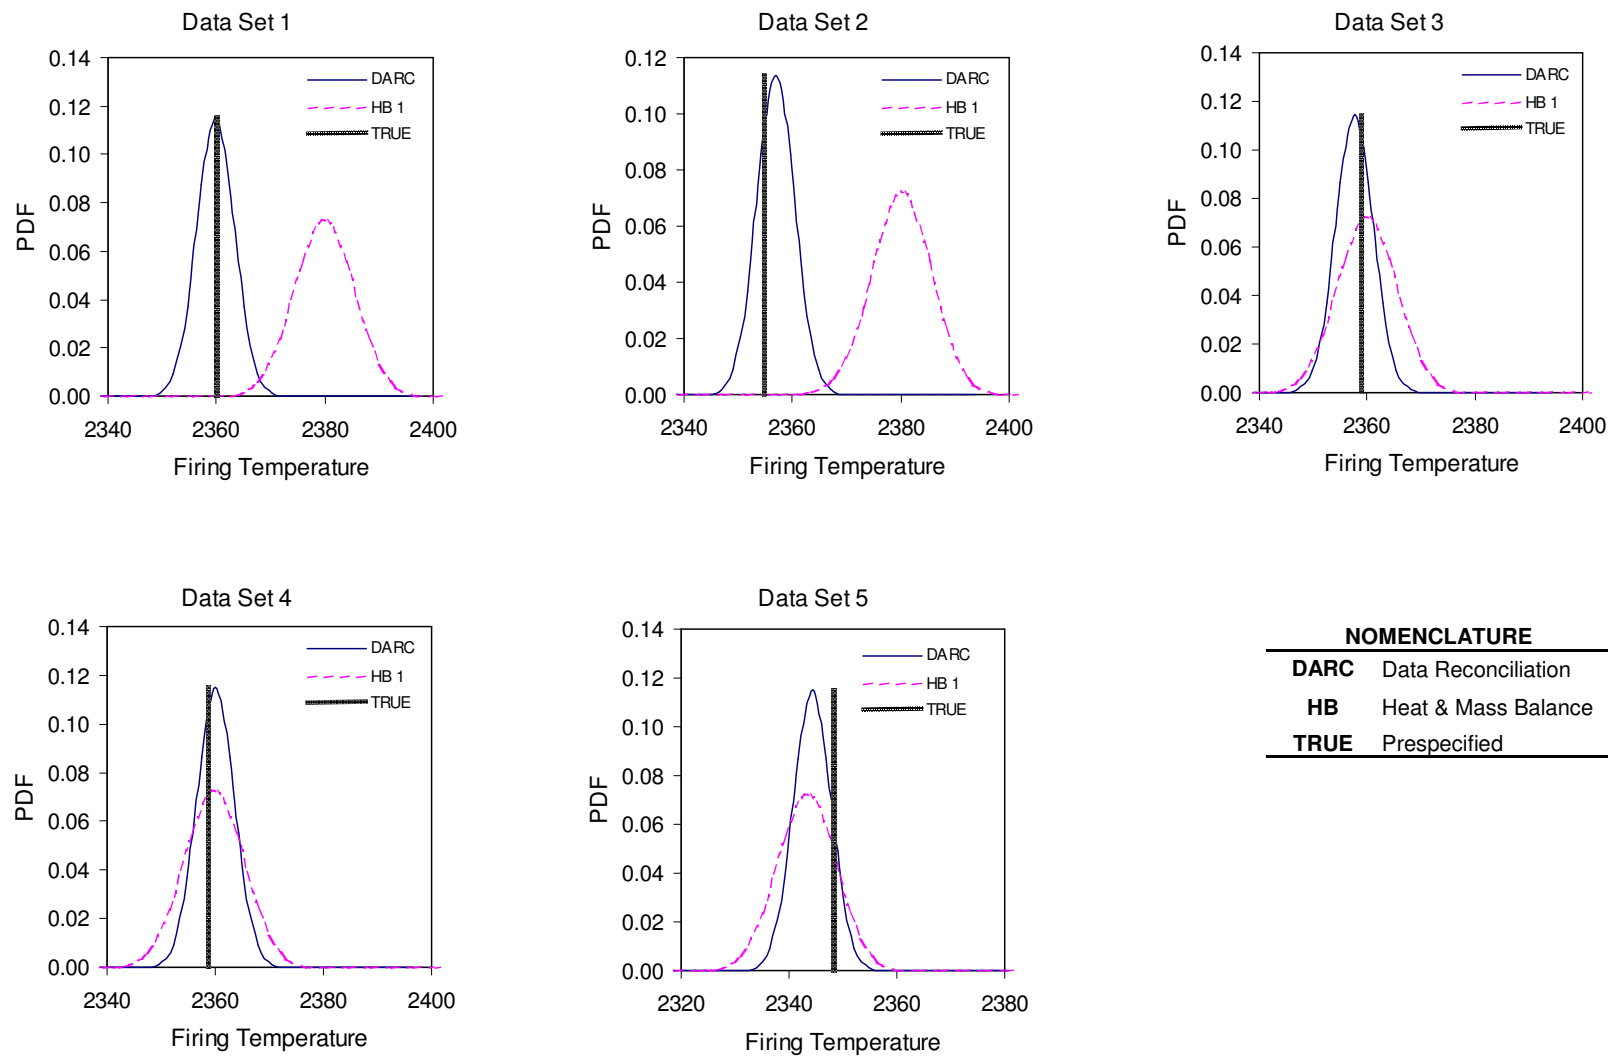 Data Set 1
0.14
0.12
0.10
0.08
0.06
0.04
0.02
0.00
PDF
DARC
HB 1
TRUE
2340 2360 2380 2400
Firing Temperature
Data Set 2
0.12
0.10
0.08
0.06
0.04
0.02
0.00
PDF
DARC
HB 1
TRUE
2340 2360 2380 2400
Firing Temperature
Data Set 3
0.14
0.12
0.10
0.08
0.06
0.04
0.02
0.00
PDF
DARC
HB 1
TRUE
2340 2360 2380 2400
Firing Temperature
Data Set 4
0.14
0.12
0.10
0.08
0.06
0.04
0.02
0.00
PDF
DARC
HB 1
TRUE
2340 2360 2380 2400
Firing Temperature
Data Set 5
0.14
0.12
0.10
0.08
0.06
0.04
0.02
0.00
PDF
DARC
HB 1
TRUE
2320 2340 2360 2380
Firing Temperature
NOMENCLATURE
DARC Data Reconciliation
HB Heat & Mass Balance
TRUE Prespecified